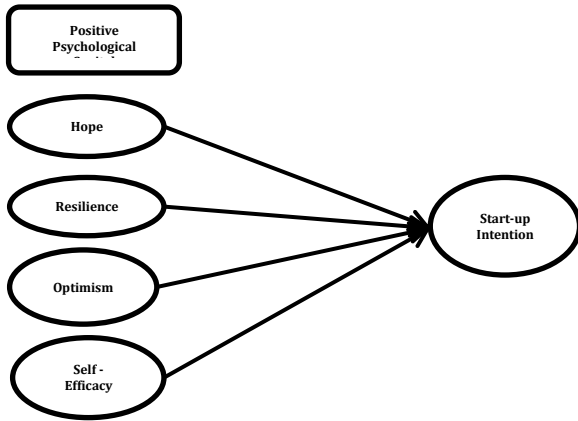 Positive
Psychological
Hope
Resilience
Start-up
Intention
Optimism
Self -
Efficacy